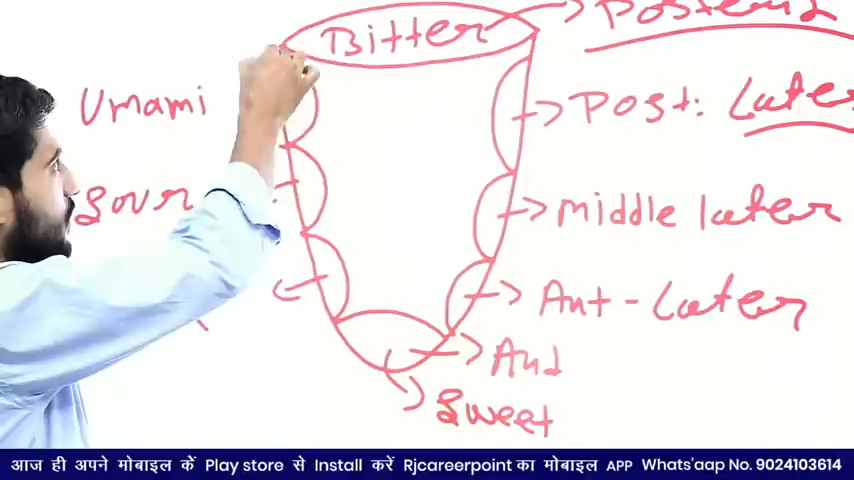 Bitter
Umami
Post: Later
Sour
Middle later
Ant-Later
Ant
Sweet
आज ही अपने मोबाइल कें Play store से Install करें Rjcareerpoint का मोबाइल APP Whats'aap No. 9024103614